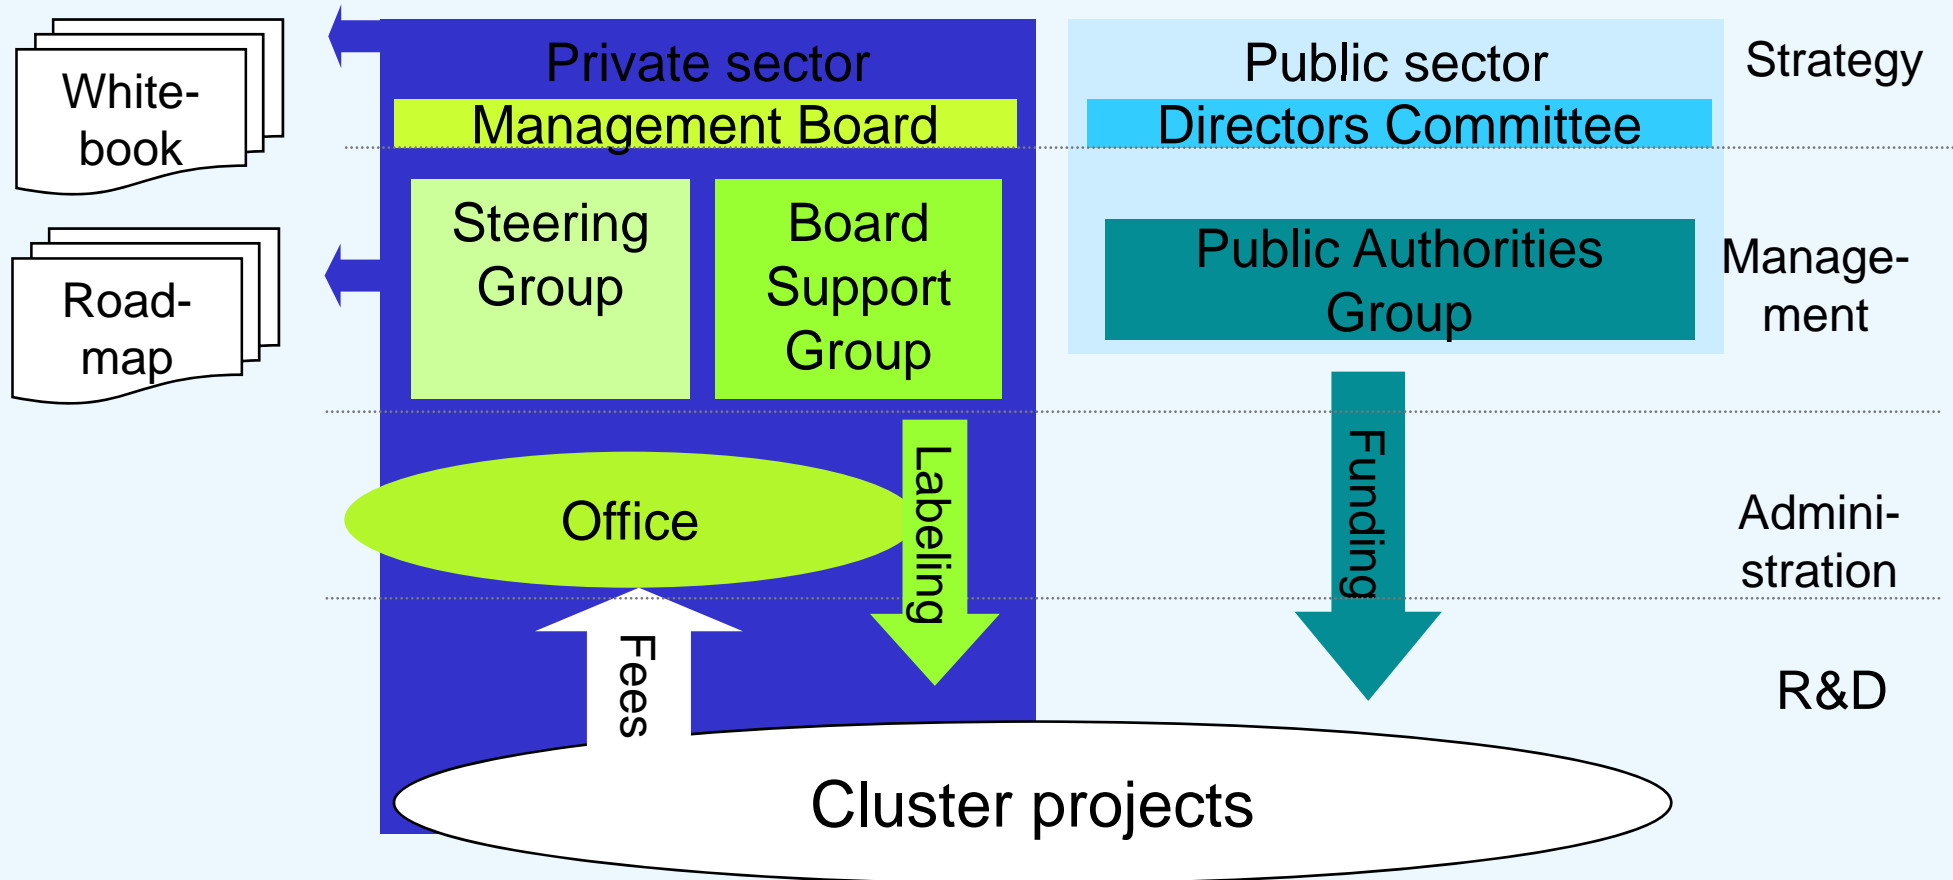 White-
book
Road-
map
Private sector
Management Board
Steering
Group
Board
Support
Group
Office
Labeling
Fees
Public sector
Directors Committee
Public Authorities
Group
Funding
Cluster projects
Strategy
Manage-
ment
Admini-
stration
R&D